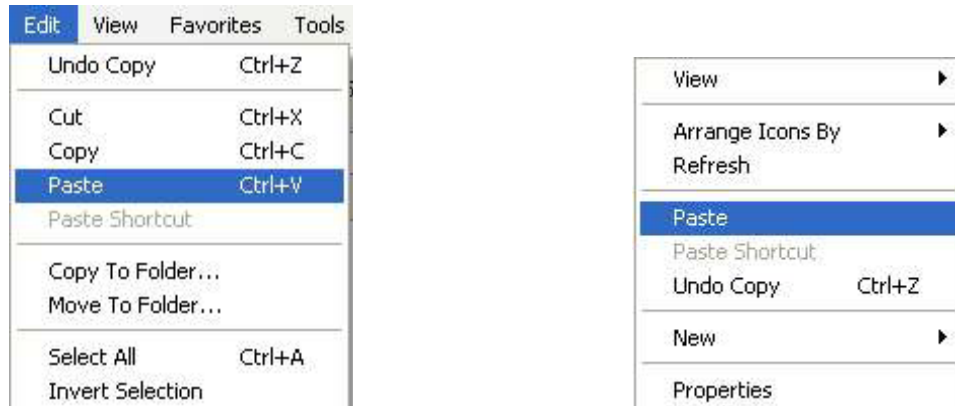 Edit View Favorites Tools
Undo Copy Ctrl+Z
Cut Ctrl+X
Copy Ctrl+C
Paste Ctrl+V
Paste Shortcut
Copy To Folder...
Move To Folder...
Select All Ctrl+A
Invert Selection
View
Arrange Icons By
Refresh
Paste
Paste Shortcut
Undo Copy Ctrl+Z
New
Properties